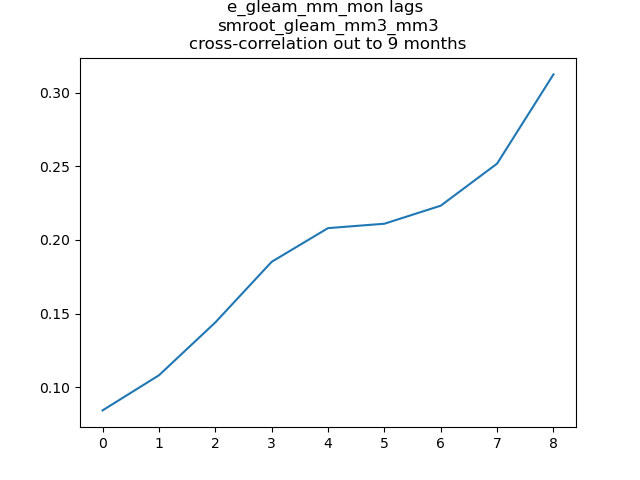 e_gleam_mm_mon lags
smroot_gleam_mm3_mm3
cross-correlation out to 9 months
0.30
0.25
0.20
0.15
0.10
0 1 2 3 4 5 6 7 8